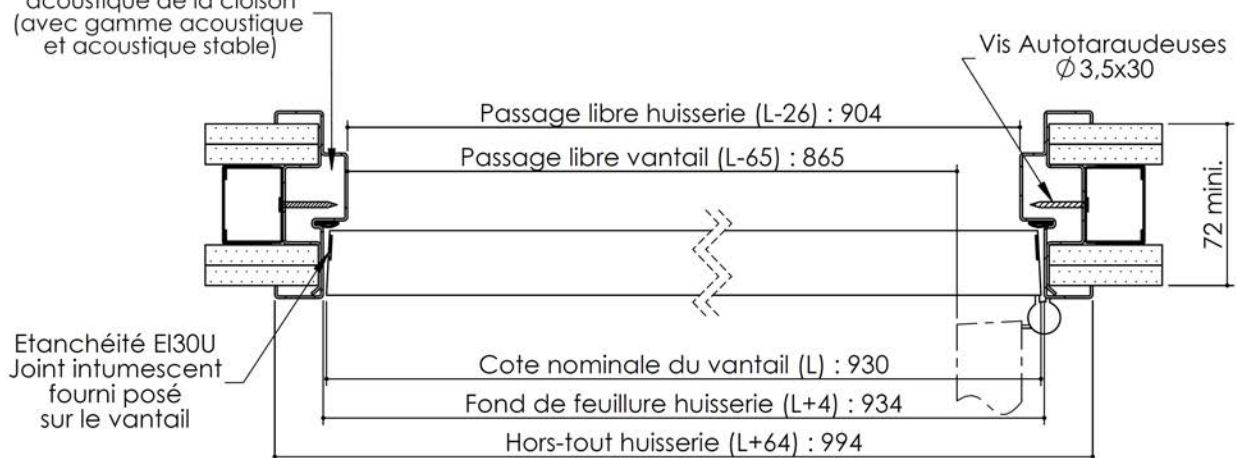 acoustique de la cloison
(avec gamme acoustique
et acoustique stable)
Vis Autotaraudeuses
Ø3,5x30
Passage libre huisserie (L-26) : 904
Passage libre vantail (L-65) : 865
72 mini.
Etanchéité EI30U
Joint intumescent
fourni posé
sur le vantail
Cote nominale du vantail (L) : 930
Fond de feuillure huisserie (L+4) : 934
Hors-tout huisserie (L+64) : 994